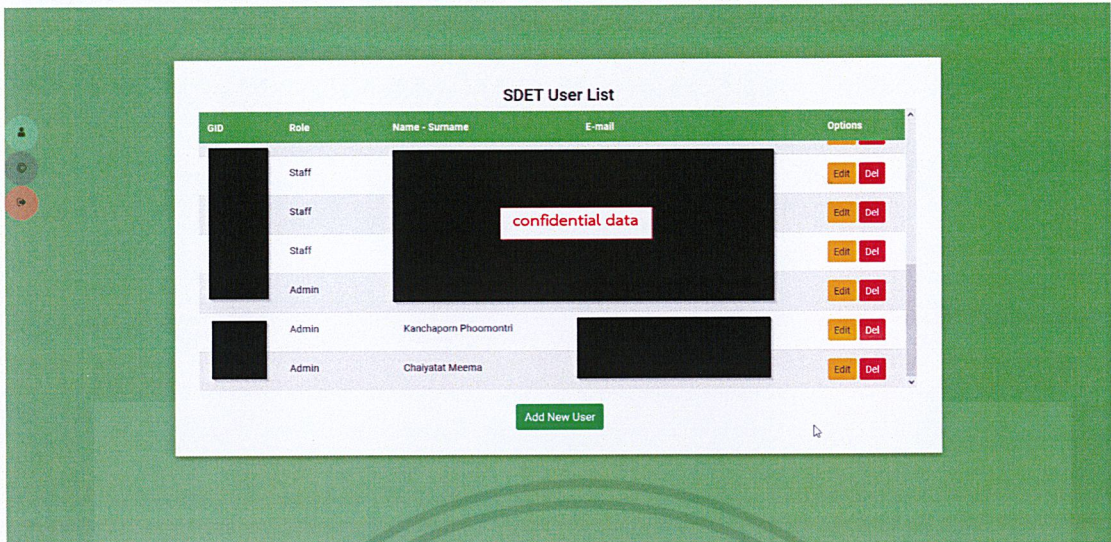 SDET User List
GID Role Name - Surname E-mail Options
Staff Edit Del
Staff confidential data Edit Del
Staff Edit Del
Admin Edit Del
Admin Kanchaporn Phoomontri Edit Del
Admin Chaiyatat Meema Edit Del
Add New User